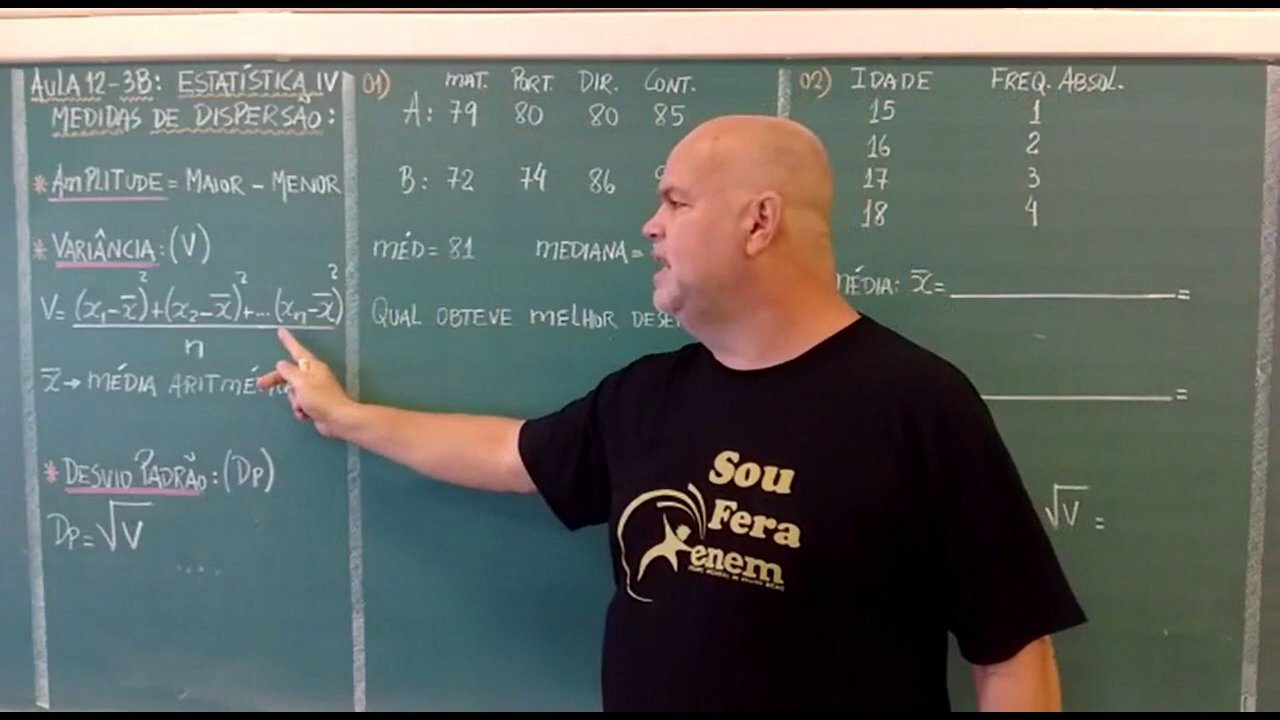 AULA 12-3B: ESTATÍSTICA IV
MEDIDAS DE DISPERSÃO:
* AMPLITUDE = MAIOR - MENOR
* VARIÂNCIA: (V)
V= (x₁-x̄)²+(x₂-x̄)²+...(xₙ-x̄)²
n
x̄ → MÉDIA
* DESVIO PADRÃO: (Dp)
Dp=√V
01) MAT. PORT. DIR. CONT.
A: 79 80 80 85
B: 72 74 86
MÉD= 81 MEDIANA=
QUAL OBTEVE MELHOR
02) IDADE FREQ. ABSOL.
15 1
16 2
17 3
18 4
MÉDIA: x̄= =
=
√V =
Sou
Fera
enem